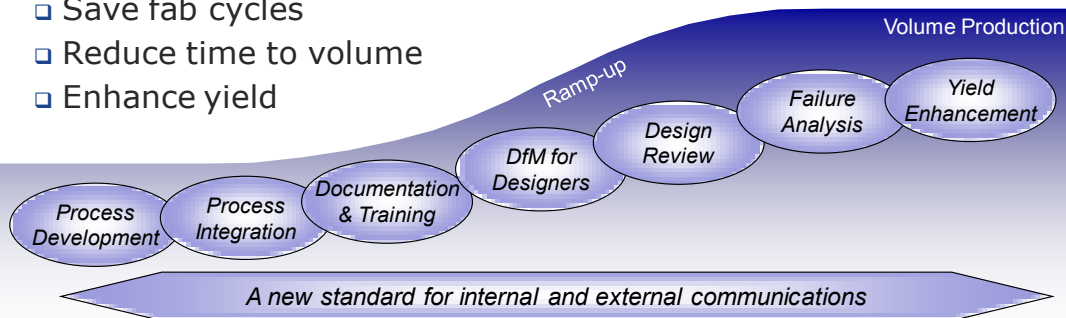 Save fab cycles
Reduce time to volume
Enhance yield
Volume Production
Ramp-up
Process
Development
Process
Integration
Documentation
& Training
DfM for
Designers
Design
Review
Failure
Analysis
Yield
Enhancement
A new standard for internal and external communications